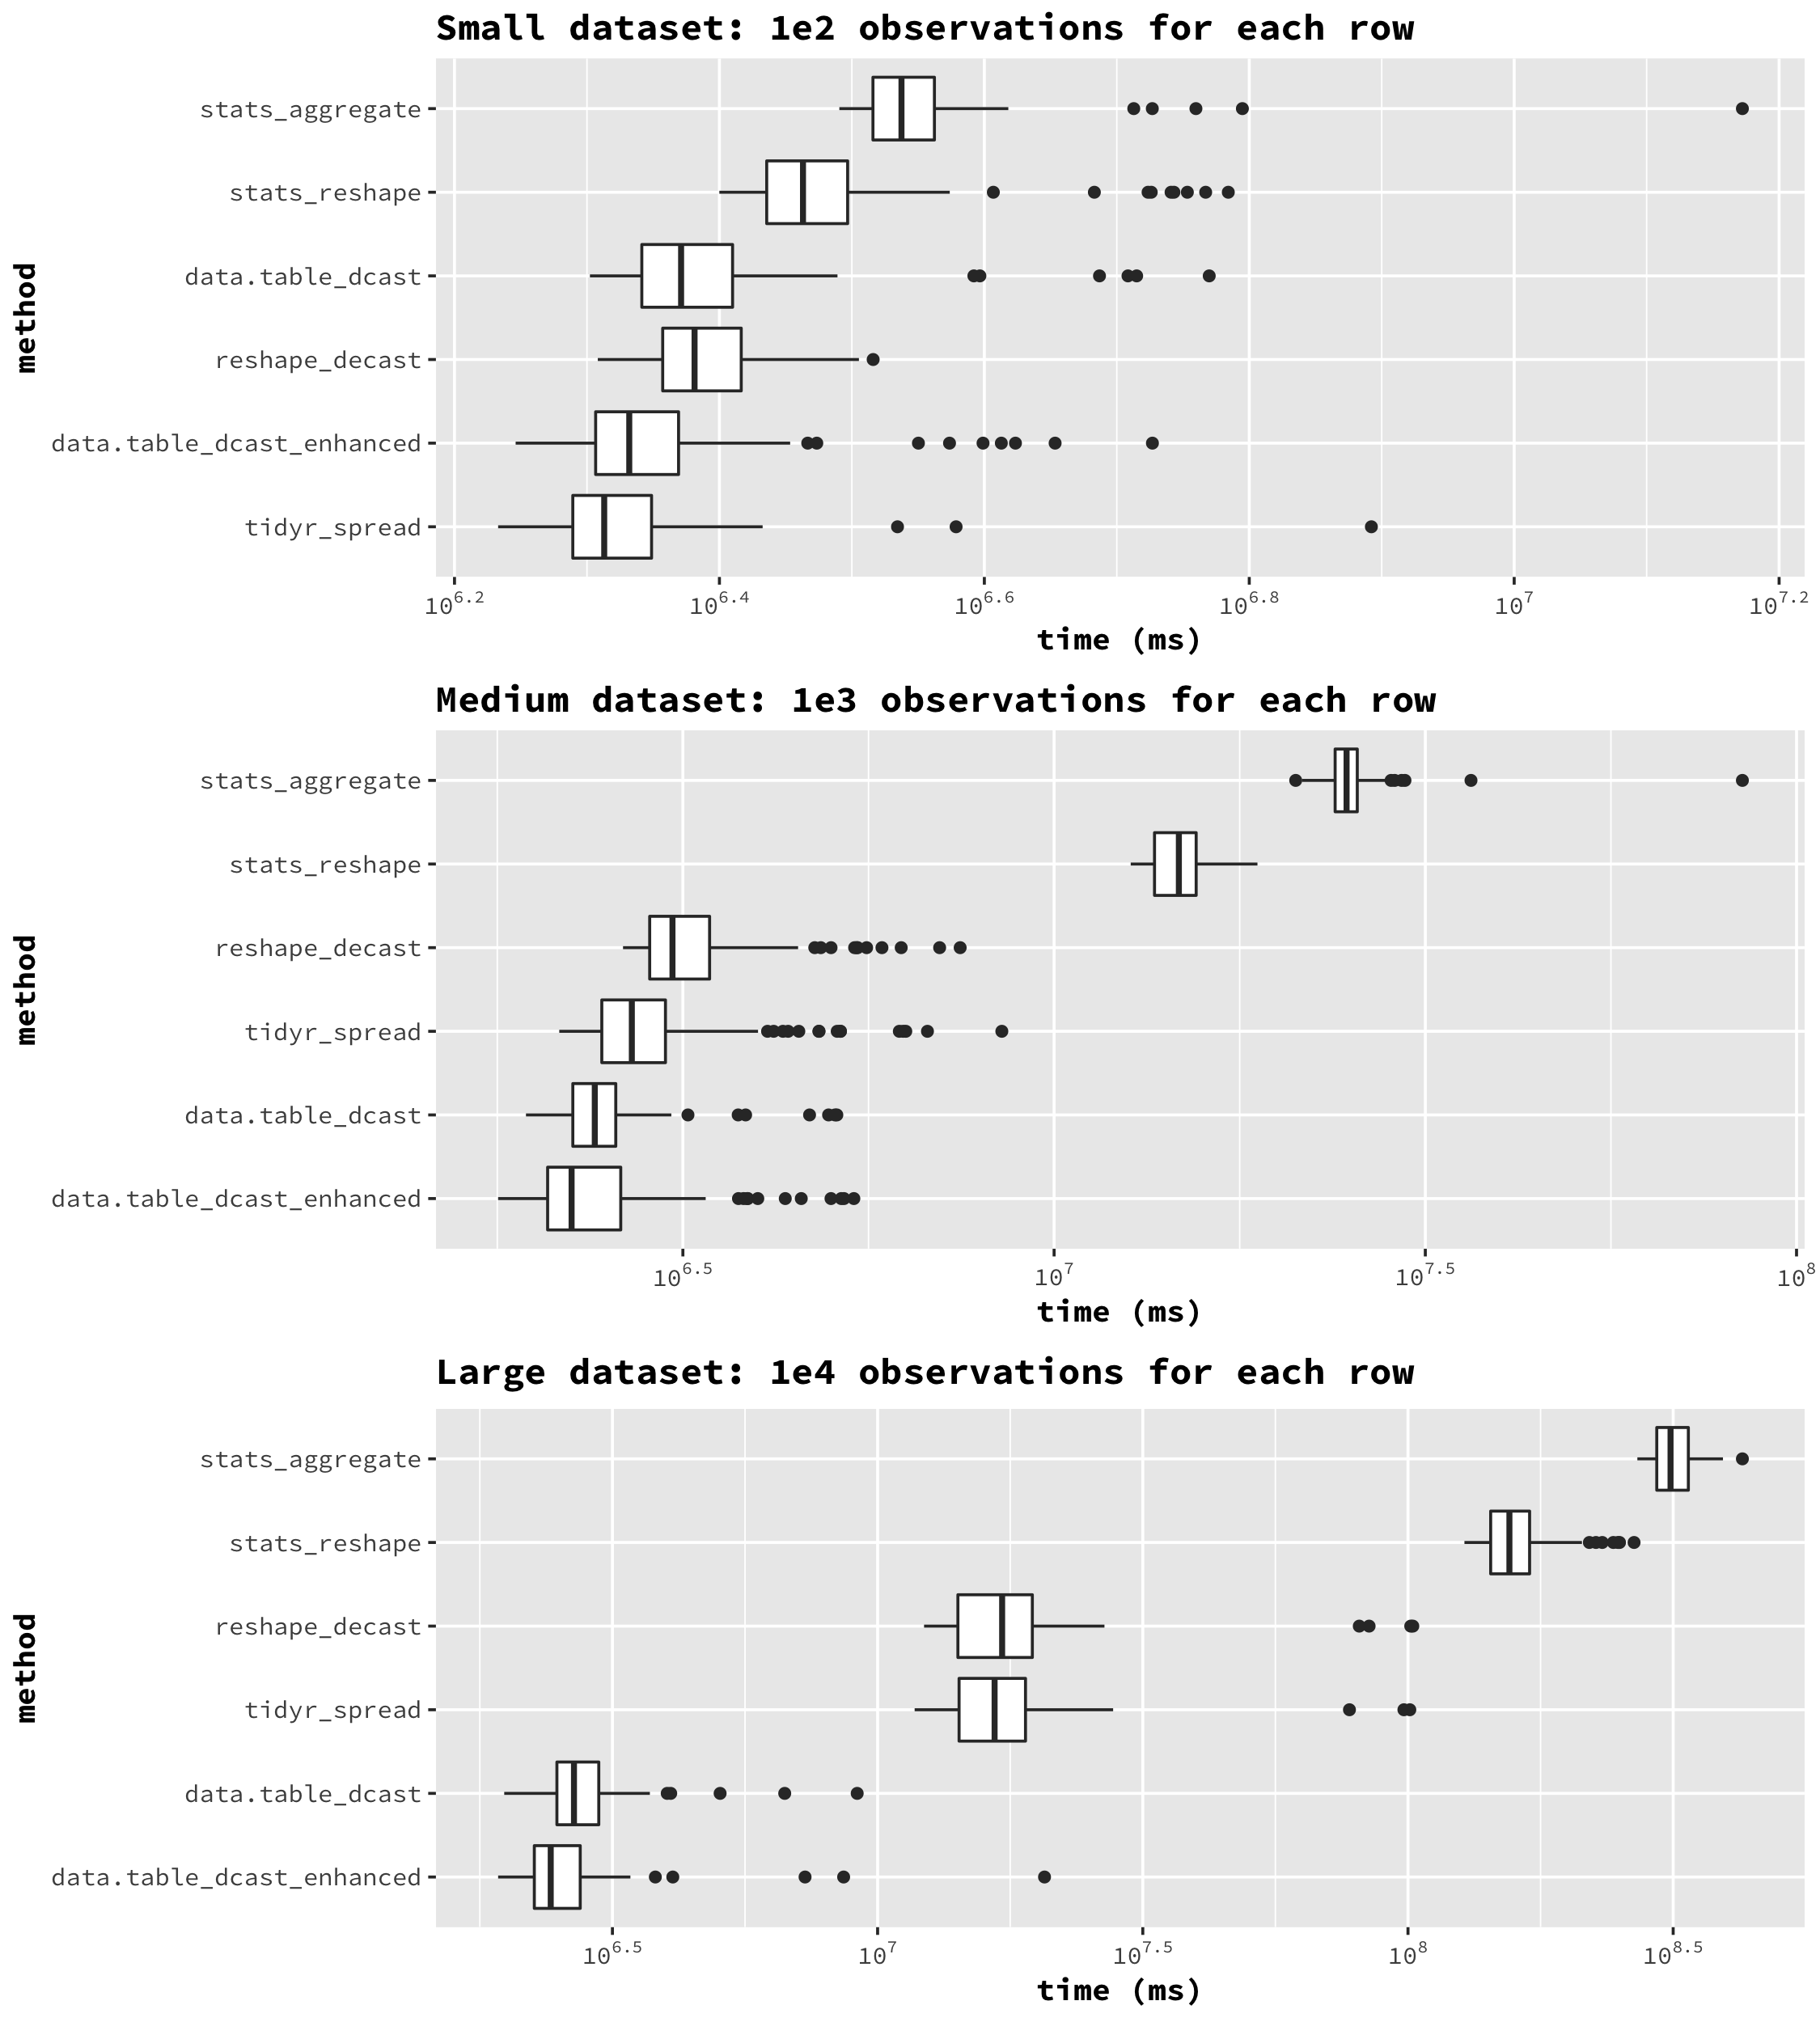 Small dataset: 1e2 observations for each row
method
stats_aggregate
stats_reshape
data.table_dcast
reshape_decast
data.table_dcast_enhanced
tidyr_spread
10^6.2 10^6.4 10^6.6 10^6.8 10^7 10^7.2
time (ms)
Medium dataset: 1e3 observations for each row
method
stats_aggregate
stats_reshape
reshape_decast
tidyr_spread
data.table_dcast
data.table_dcast_enhanced
10^6.5 10^7 10^7.5 10^8
time (ms)
Large dataset: 1e4 observations for each row
method
stats_aggregate
stats_reshape
reshape_decast
tidyr_spread
data.table_dcast
data.table_dcast_enhanced
10^6.5 10^7 10^7.5 10^8 10^8.5
time (ms)